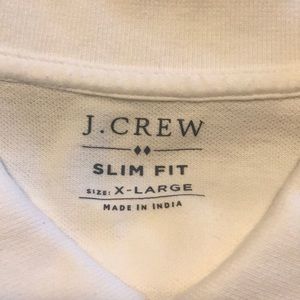 J.CREW
SLIM FIT
SIZE: X-LARGE
MADE IN INDIA